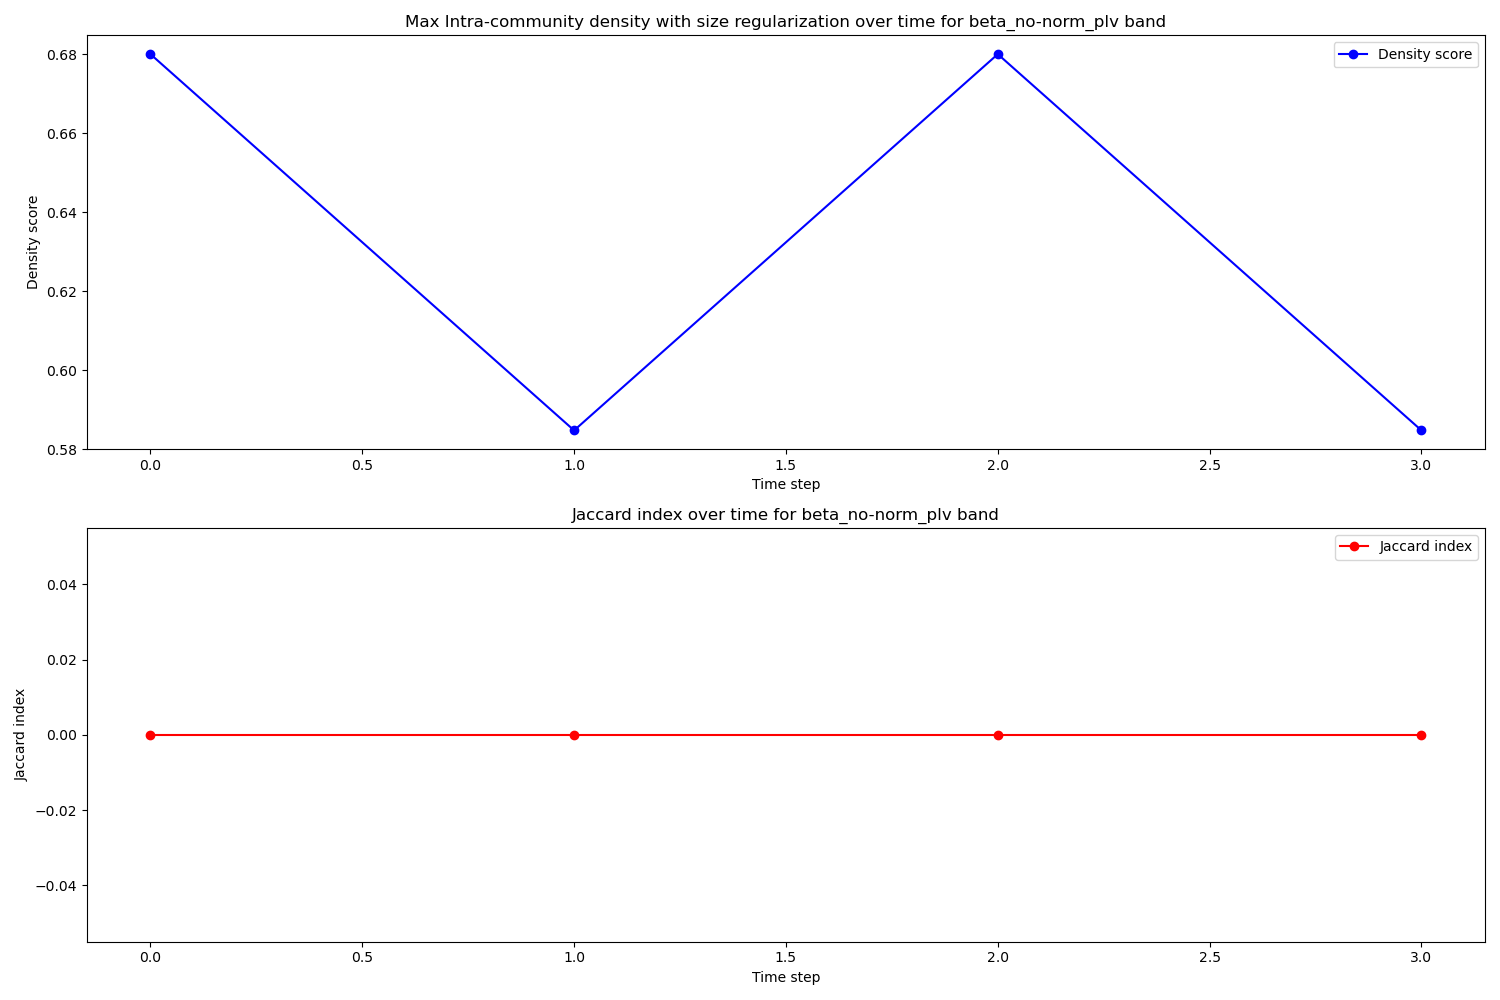 Max Intra-community density with size regularization over time for beta_no-norm_plv band
Density score
0.68
0.66
0.64
0.62
0.60
0.58
Density score
0.0 0.5 1.0 1.5 2.0 2.5 3.0
Time step
Jaccard index over time for beta_no-norm_plv band
Jaccard index
0.04
0.02
0.00
−0.02
−0.04
Jaccard index
0.0 0.5 1.0 1.5 2.0 2.5 3.0
Time step